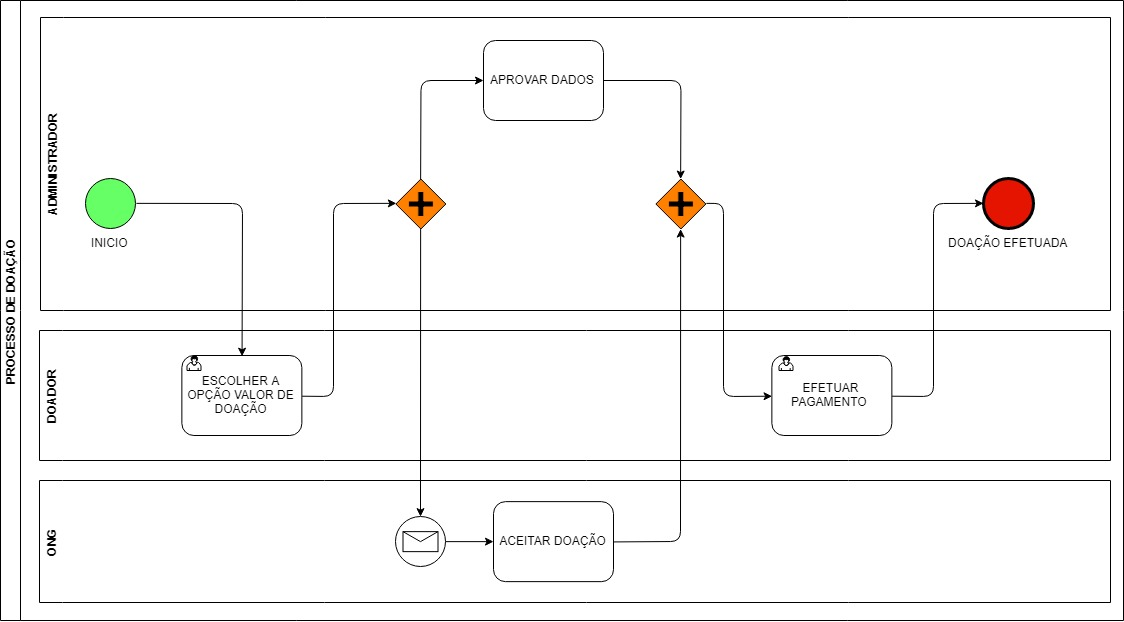 PROCESSO DE DOAÇÃO
ADMINISTRADOR
APROVAR DADOS
INICIO
DOAÇÃO EFETUADA
DOADOR
ESCOLHER A
OPÇÃO VALOR DE
DOAÇÃO
EFETUAR
PAGAMENTO
ONG
ACEITAR DOAÇÃO